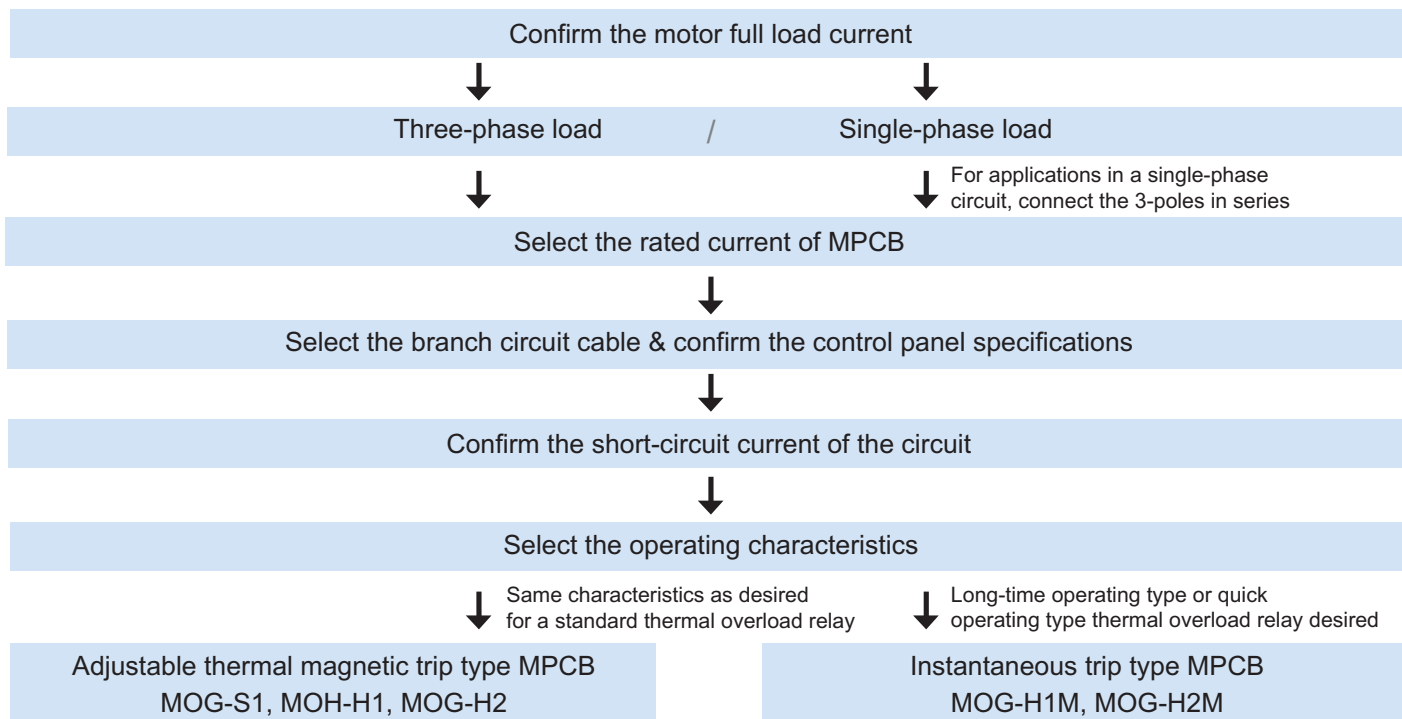 Confirm the motor full load current
Three-phase load / Single-phase load
For applications in a single-phase
circuit, connect the 3-poles in series
Select the rated current of MPCB
Select the branch circuit cable & confirm the control panel specifications
Confirm the short-circuit current of the circuit
Select the operating characteristics
Same characteristics as desired
for a standard thermal overload relay
Long-time operating type or quick
operating type thermal overload relay desired
Adjustable thermal magnetic trip type MPCB
MOG-S1, MOH-H1, MOG-H2
Instantaneous trip type MPCB
MOG-H1M, MOG-H2M